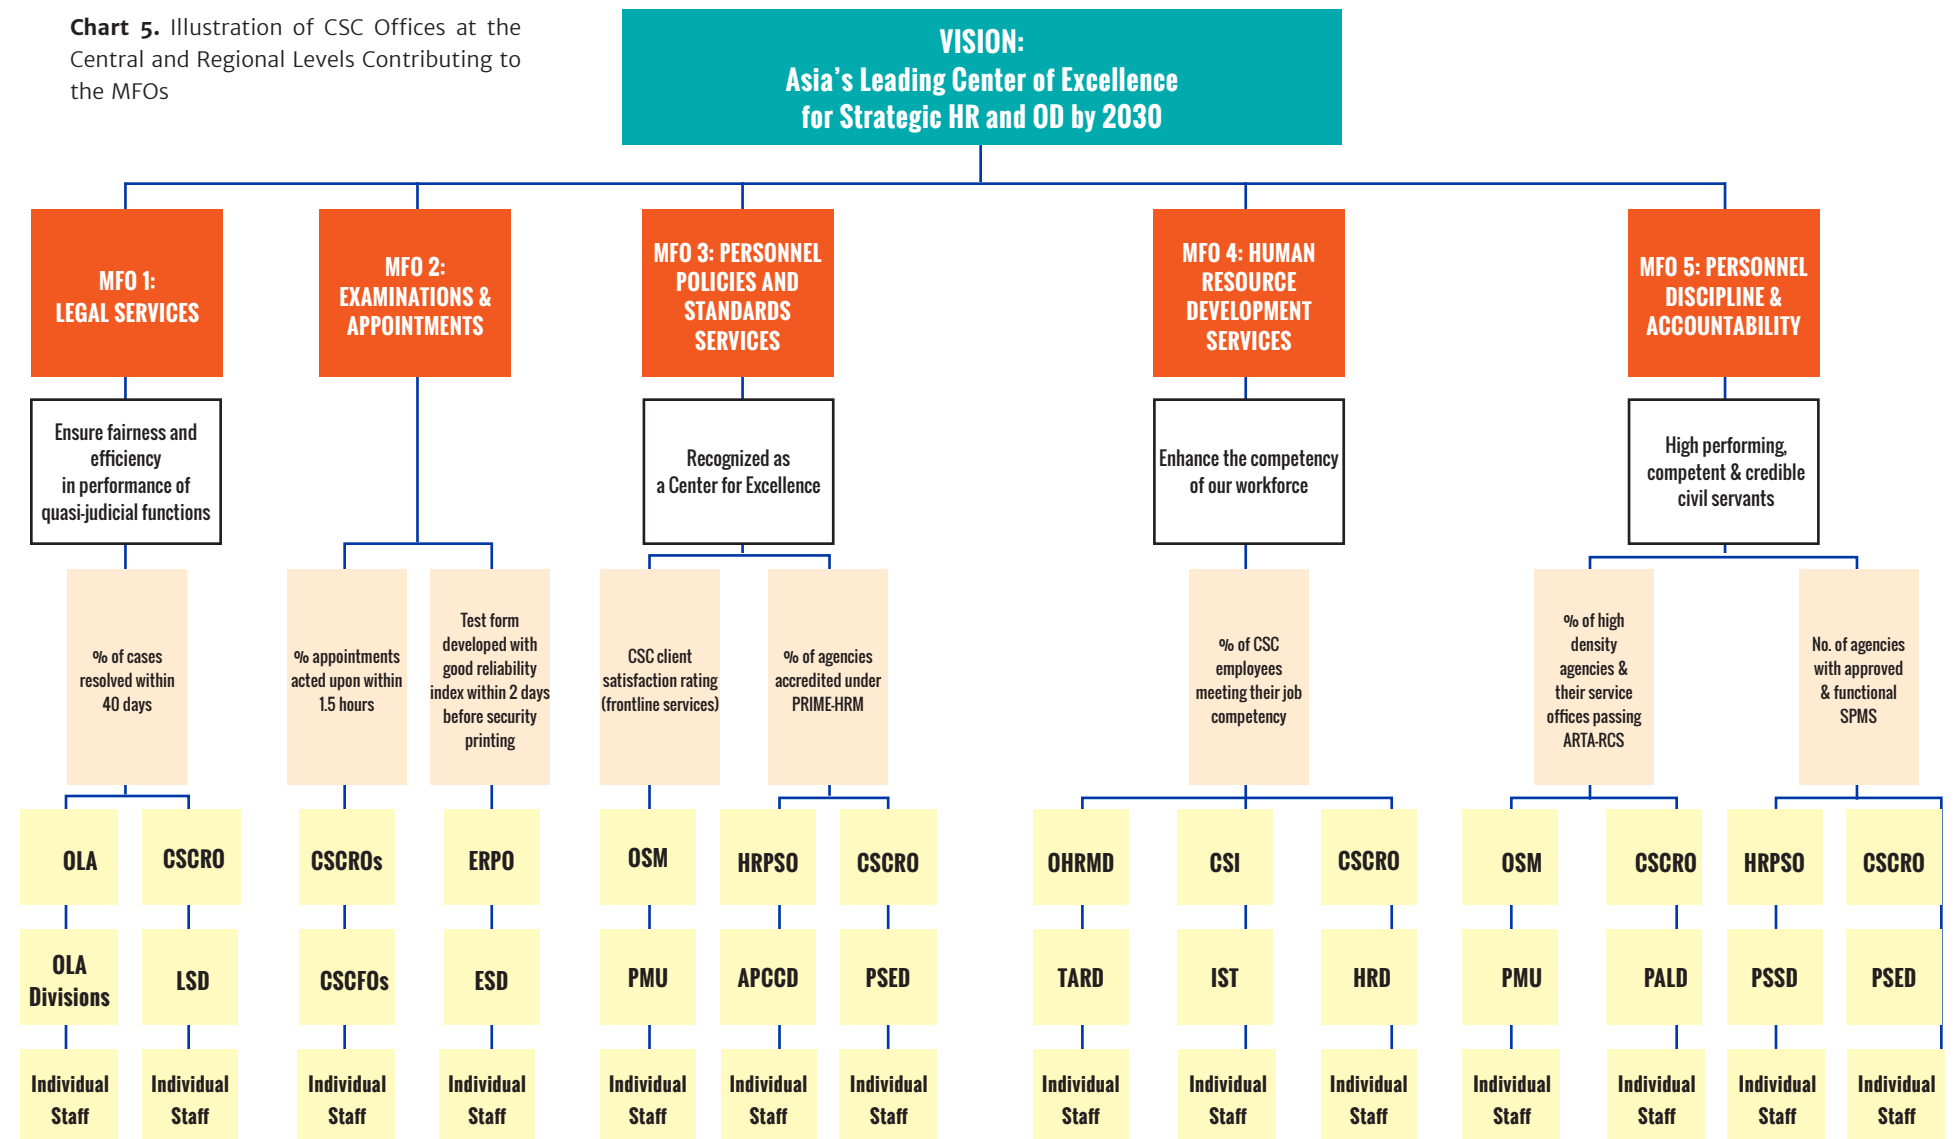 Chart 5. Illustration of CSC Offices at the
Central and Regional Levels Contributing to
the MFOs
VISION:
Asia's Leading Center of Excellence
for Strategic HR and OD by 2030
MFO 1:
LEGAL SERVICES
MFO 2:
EXAMINATIONS &
APPOINTMENTS
MFO 3: PERSONNEL
POLICIES AND
STANDARDS
SERVICES
MFO 4: HUMAN
RESOURCE
DEVELOPMENT
SERVICES
MFO 5: PERSONNEL
DISCIPLINE &
ACCOUNTABILITY
Ensure fairness and
efficiency
in performance of
quasi-judicial functions
Recognized as
a Center for Excellence
Enhance the competency
of our workforce
High performing,
competent & credible
civil servants
% of cases
resolved within
40 days
% appointments
acted upon within
1.5 hours
Test form
developed with
good reliability
index within 2 days
before security
printing
CSC client
satisfaction rating
(frontline services)
% of agencies
accredited under
PRIME-HRM
% of CSC
employees
meeting their job
competency
% of high
density
agencies &
their service
offices passing
ARTA-RCS
No. of agencies
with approved
& functional
SPMS
OLA
CSCRO
CSCROs
ERPO
OSM
HRPSO
CSCRO
OHRMD
CSI
CSCRO
OSM
CSCRO
HRPSO
CSCRO
OLA
Divisions
LSD
CSCFOs
ESD
PMU
APCCD
PSED
TARD
IST
HRD
PMU
PALD
PSSD
PSED
Individual
Staff
Individual
Staff
Individual
Staff
Individual
Staff
Individual
Staff
Individual
Staff
Individual
Staff
Individual
Staff
Individual
Staff
Individual
Staff
Individual
Staff
Individual
Staff
Individual
Staff
Individual
Staff